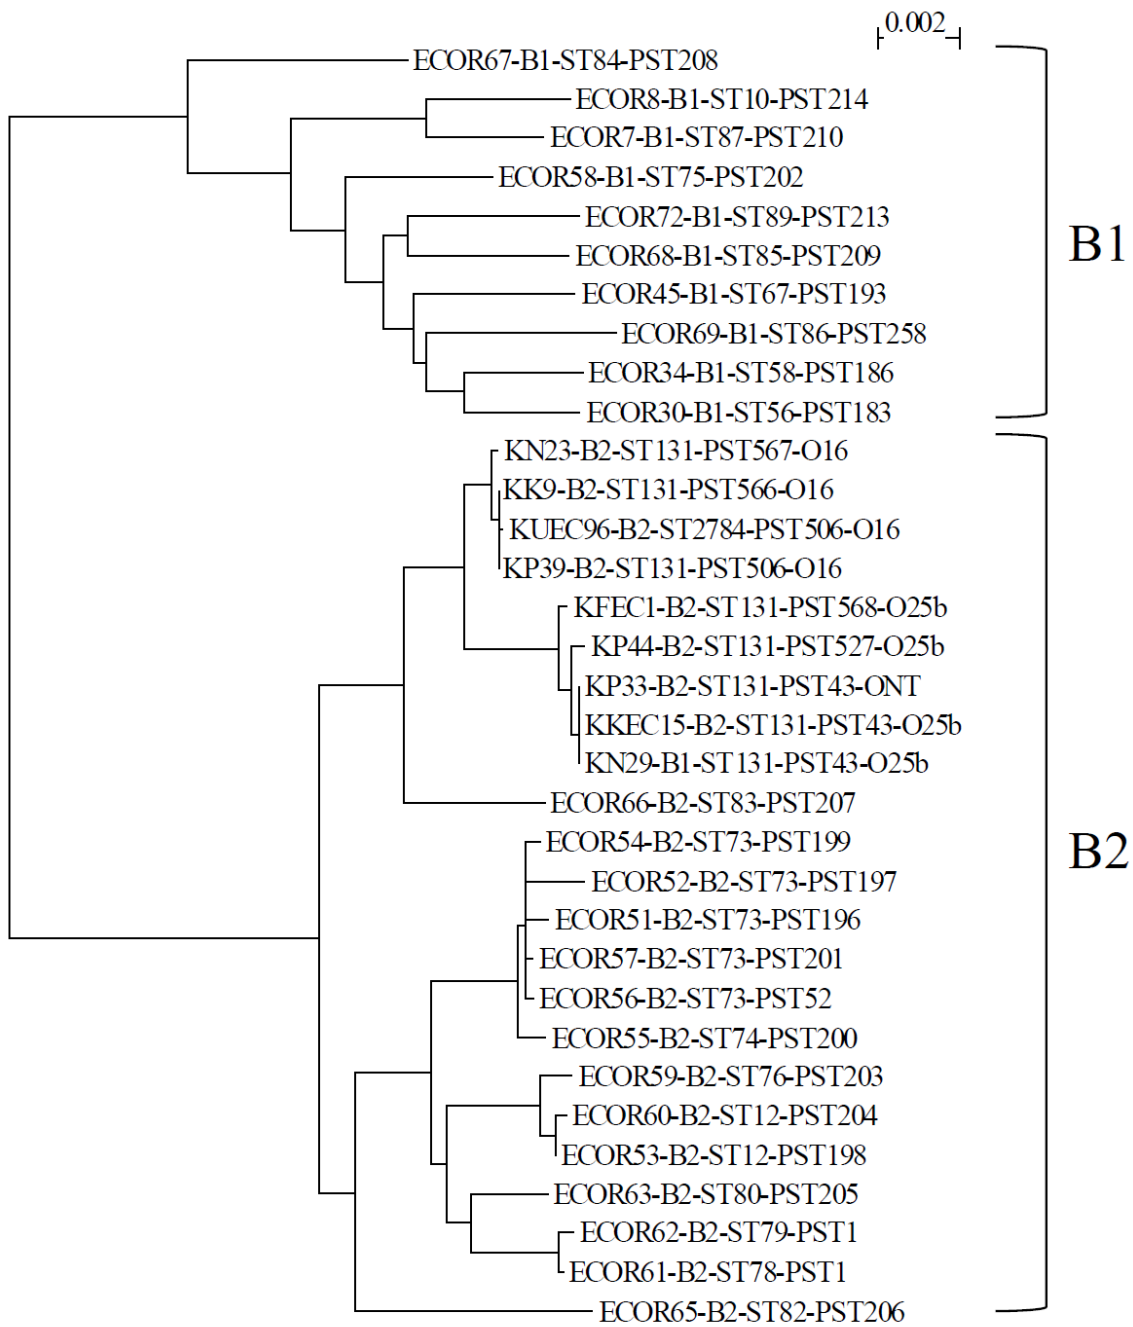 0.002
ECOR67-B1-ST84-PST208
ECOR8-B1-ST10-PST214
ECOR7-B1-ST87-PST210
ECOR58-B1-ST75-PST202
ECOR72-B1-ST89-PST213
B1
ECOR68-B1-ST85-PST209
ECOR45-B1-ST67-PST193
ECOR69-B1-ST86-PST258
ECOR34-B1-ST58-PST186
ECOR30-B1-ST56-PST183
KN23-B2-ST131-PST567-O16
KK9-B2-ST131-PST566-O16
KUEC96-B2-ST2784-PST506-O16
KP39-B2-ST131-PST506-O16
KFEC1-B2-ST131-PST568-O25b
KP44-B2-ST131-PST527-O25b
KP33-B2-ST131-PST43-ONT
KKEC15-B2-ST131-PST43-O25b
KN29-B1-ST131-PST43-O25b
ECOR66-B2-ST83-PST207
ECOR54-B2-ST73-PST199
B2
ECOR52-B2-ST73-PST197
ECOR51-B2-ST73-PST196
ECOR57-B2-ST73-PST201
ECOR56-B2-ST73-PST52
ECOR55-B2-ST74-PST200
ECOR59-B2-ST76-PST203
ECOR60-B2-ST12-PST204
ECOR53-B2-ST12-PST198
ECOR63-B2-ST80-PST205
ECOR62-B2-ST79-PST1
ECOR61-B2-ST78-PST1
ECOR65-B2-ST82-PST206